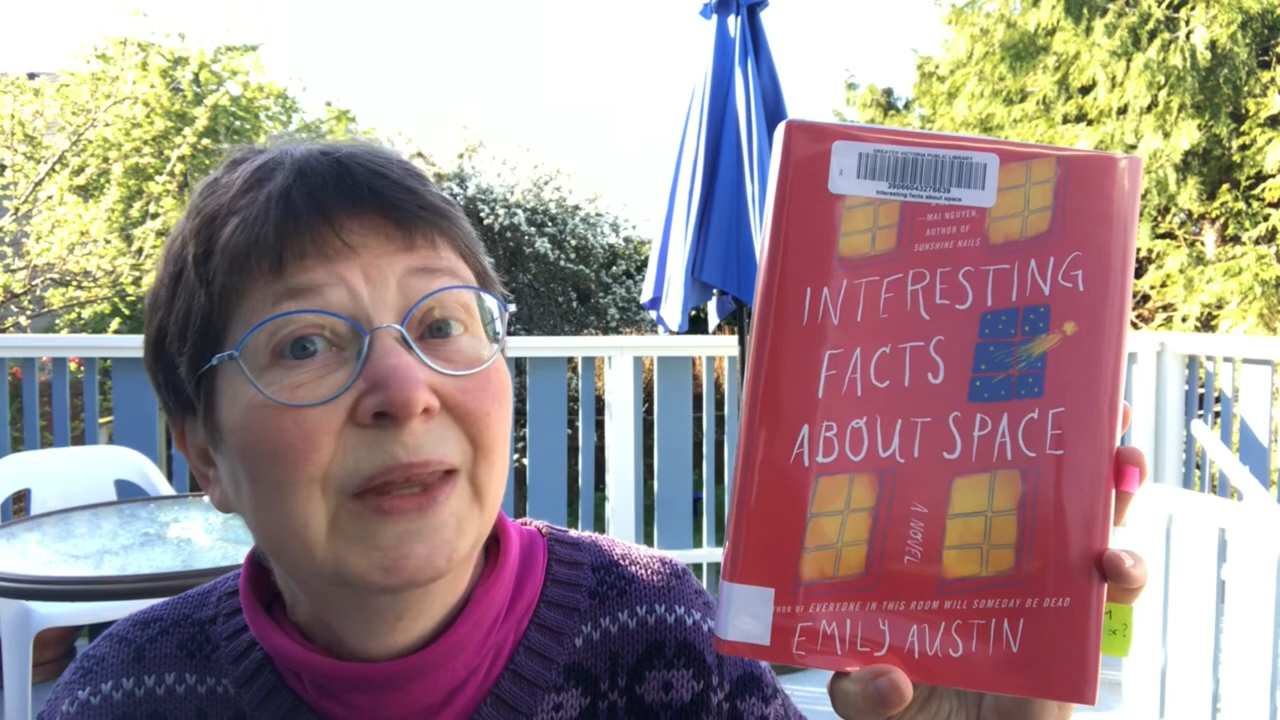 GREATER VICTORIA PUBLIC LIBRARY
39066043276639
Interesting facts about space
—MAI NGUYEN,
AUTHOR OF
SUNSHINE NAILS
INTERESTING
FACTS
ABOUT SPACE
A NOVEL
OF EVERYONE IN THIS ROOM WILL SOMEDAY BE DEAD
EMILY AUSTIN